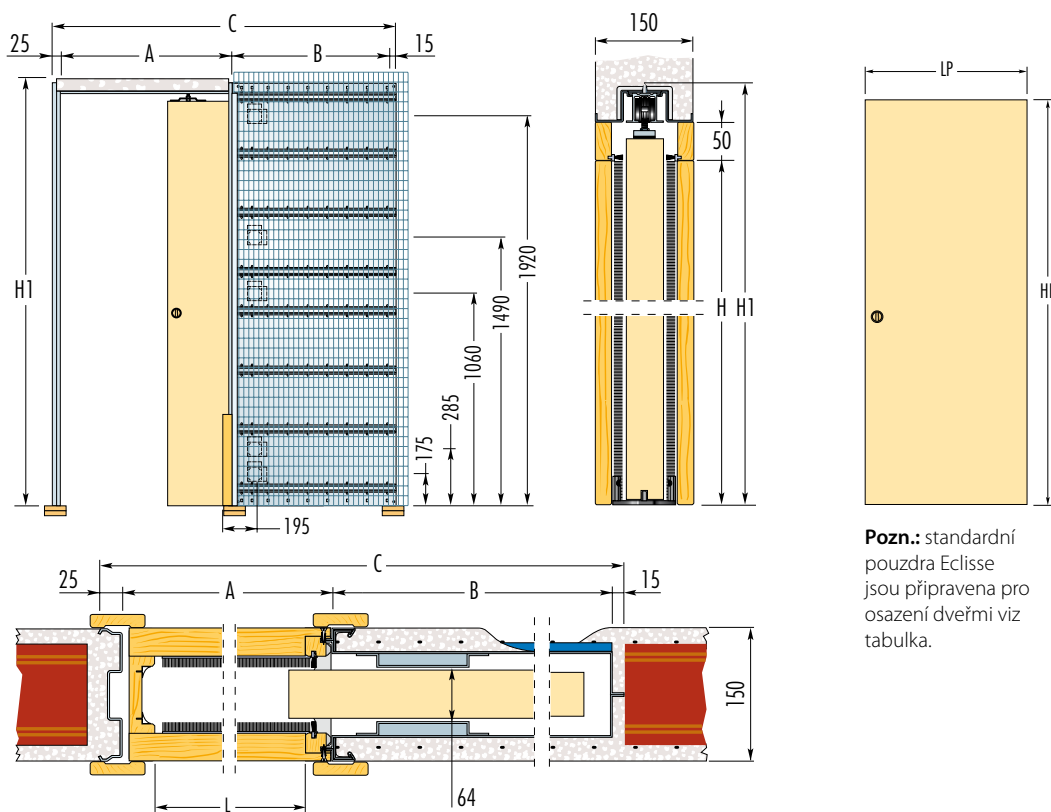 C
25
A
B
15
H1
1920
1490
1060
285
175
195
150
50
H
H1
LP
Pozn.: standardní
pouzdra Eclisse
jsou připravena pro
osazení dveřmi viz
tabulka.
C
25
A
B
15
150
64
L